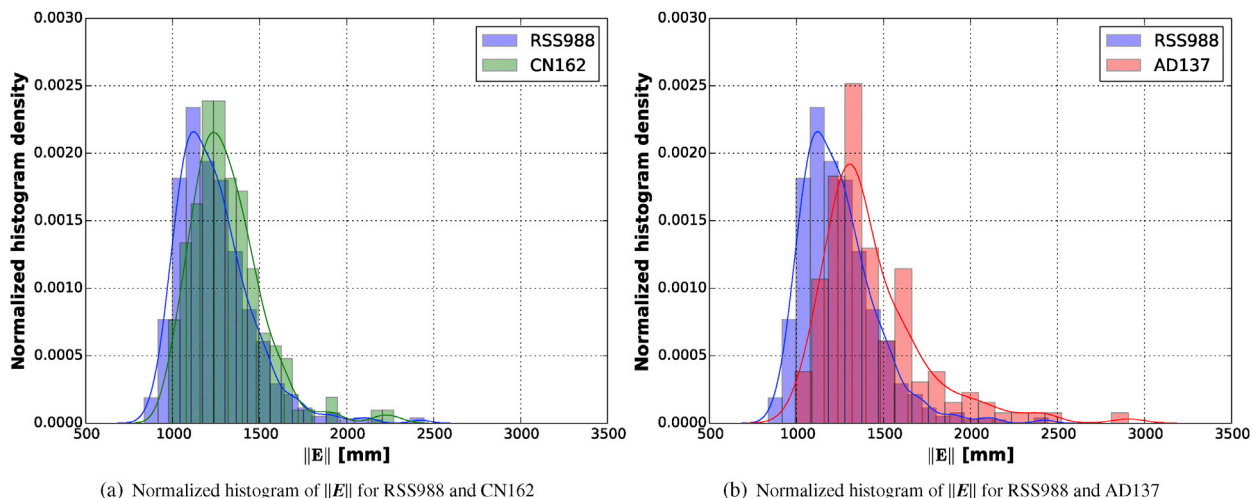 0.0030
0.0025
0.0020
0.0015
0.0010
0.0005
0.0000
Normalized histogram density
RSS988
CN162
500 1000 1500 2000 2500 3000 3500
||E|| [mm]
(a) Normalized histogram of ||E|| for RSS988 and CN162
0.0030
0.0025
0.0020
0.0015
0.0010
0.0005
0.0000
Normalized histogram density
RSS988
AD137
500 1000 1500 2000 2500 3000 3500
||E|| [mm]
(b) Normalized histogram of ||E|| for RSS988 and AD137